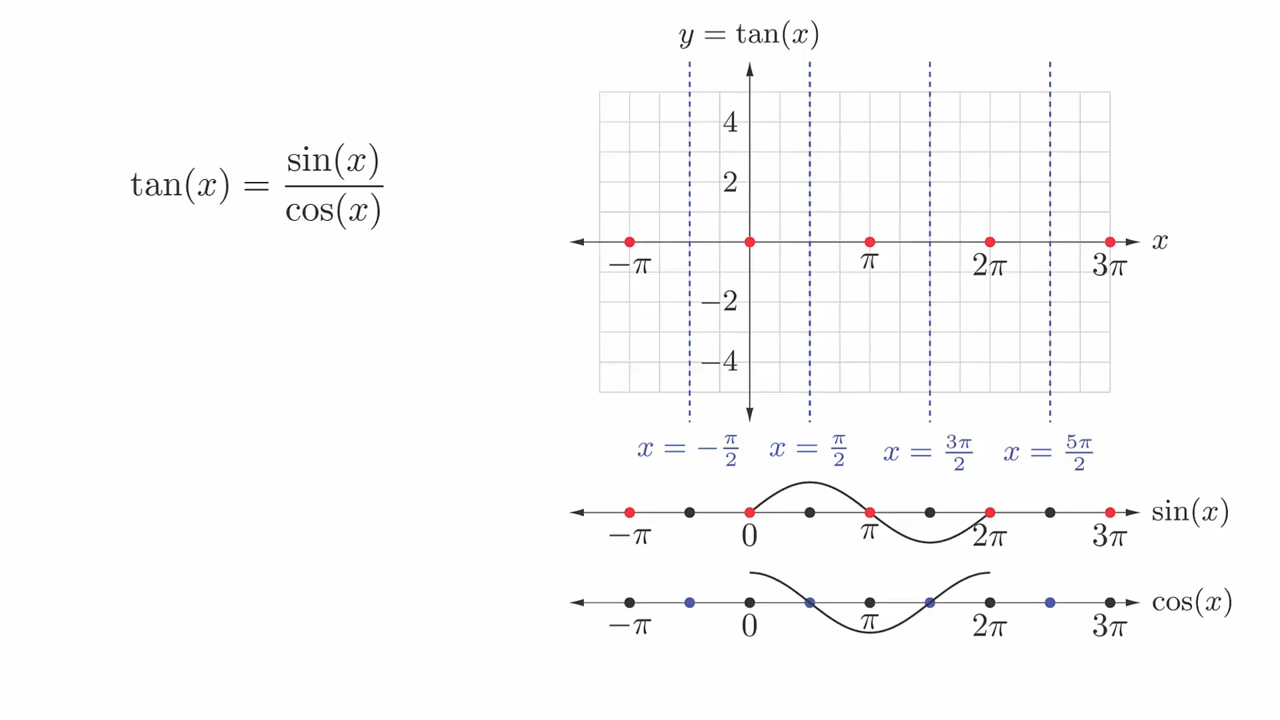 y = tan(x)
tan(x) = sin(x)/cos(x)
4
2
x
−π π 2π 3π
−2
−4
x = −π/2 x = π/2 x = 3π/2 x = 5π/2
sin(x)
−π 0 π 2π 3π
cos(x)
−π 0 π 2π 3π